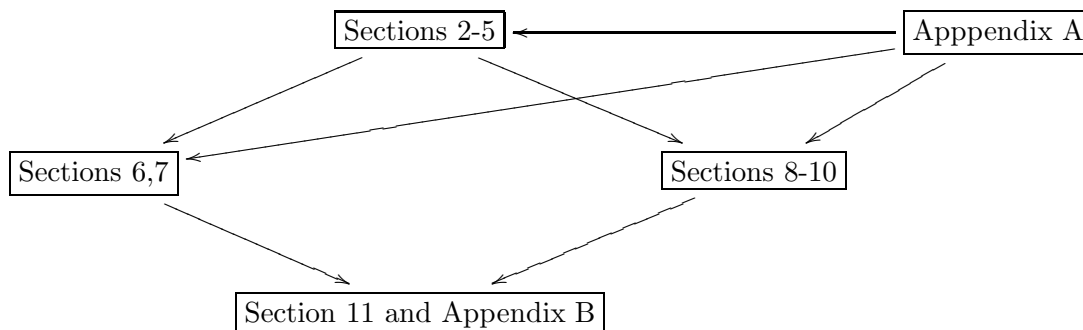 Sections 2-5
Apppendix A
Sections 6,7
Sections 8-10
Section 11 and Appendix B